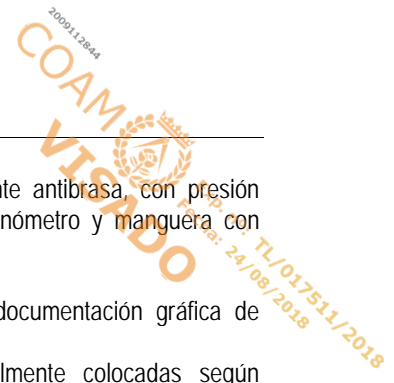 2009112844
COAM
VISADO
Exp. nº: TL/017511/2018
Fecha: 24/08/2018
nte antibrasa, con presión
nómetro y manguera con
documentación gráfica de
lmente colocadas según